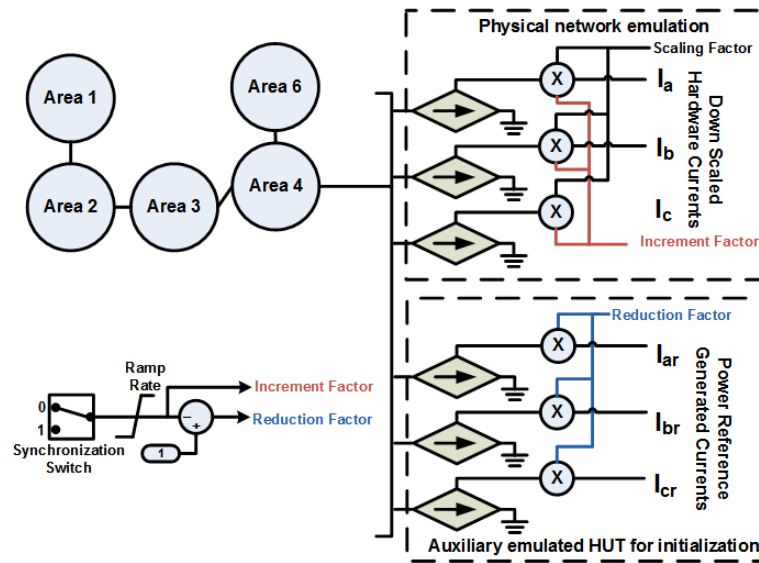 Physical network emulation
Scaling Factor
Area 1
Area 6
X
Ia
Area 2
Area 3
Area 4
X
Ib
X
Ic
Down Scaled
Hardware Currents
Increment Factor
Reduction Factor
X
Iar
Ramp
Rate
Increment Factor
0
1
Synchronization
Switch
−
+
1
Reduction Factor
X
Ibr
X
Icr
Power Reference
Generated Currents
Auxiliary emulated HUT for initialization